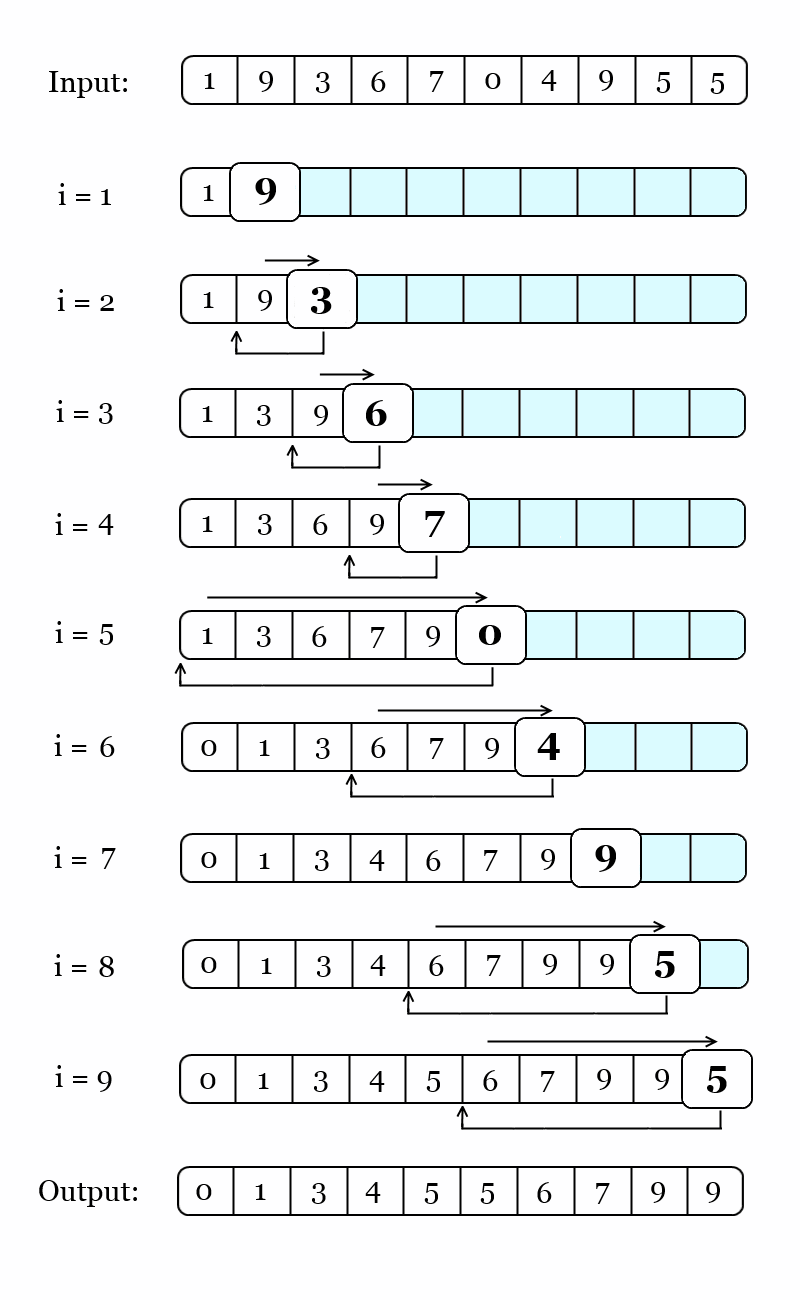 Input: 1 9 3 6 7 0 4 9 5 5
i = 1 1 9
i = 2 1 9 3
i = 3 1 3 9 6
i = 4 1 3 6 9 7
i = 5 1 3 6 7 9 0
i = 6 0 1 3 6 7 9 4
i = 7 0 1 3 4 6 7 9 9
i = 8 0 1 3 4 6 7 9 9 5
i = 9 0 1 3 4 5 6 7 9 9 5
Output: 0 1 3 4 5 5 6 7 9 9